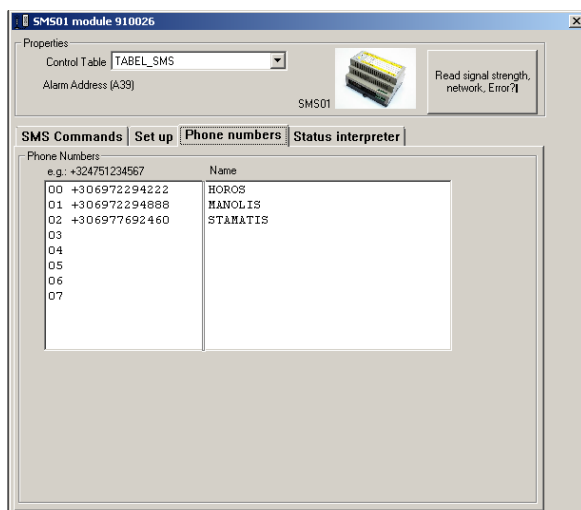 SMS01 module 910026
Properties
Control Table TABEL_SMS
Alarm Address (A39)
SMS01
Read signal strength,
network, Error?
SMS Commands Set up Phone numbers Status interpreter
Phone Numbers
e.g.: +324751234567 Name
00 +306972294222 HOROS
01 +306972294888 MANOLIS
02 +306977692460 STAMATIS
03
04
05
06
07